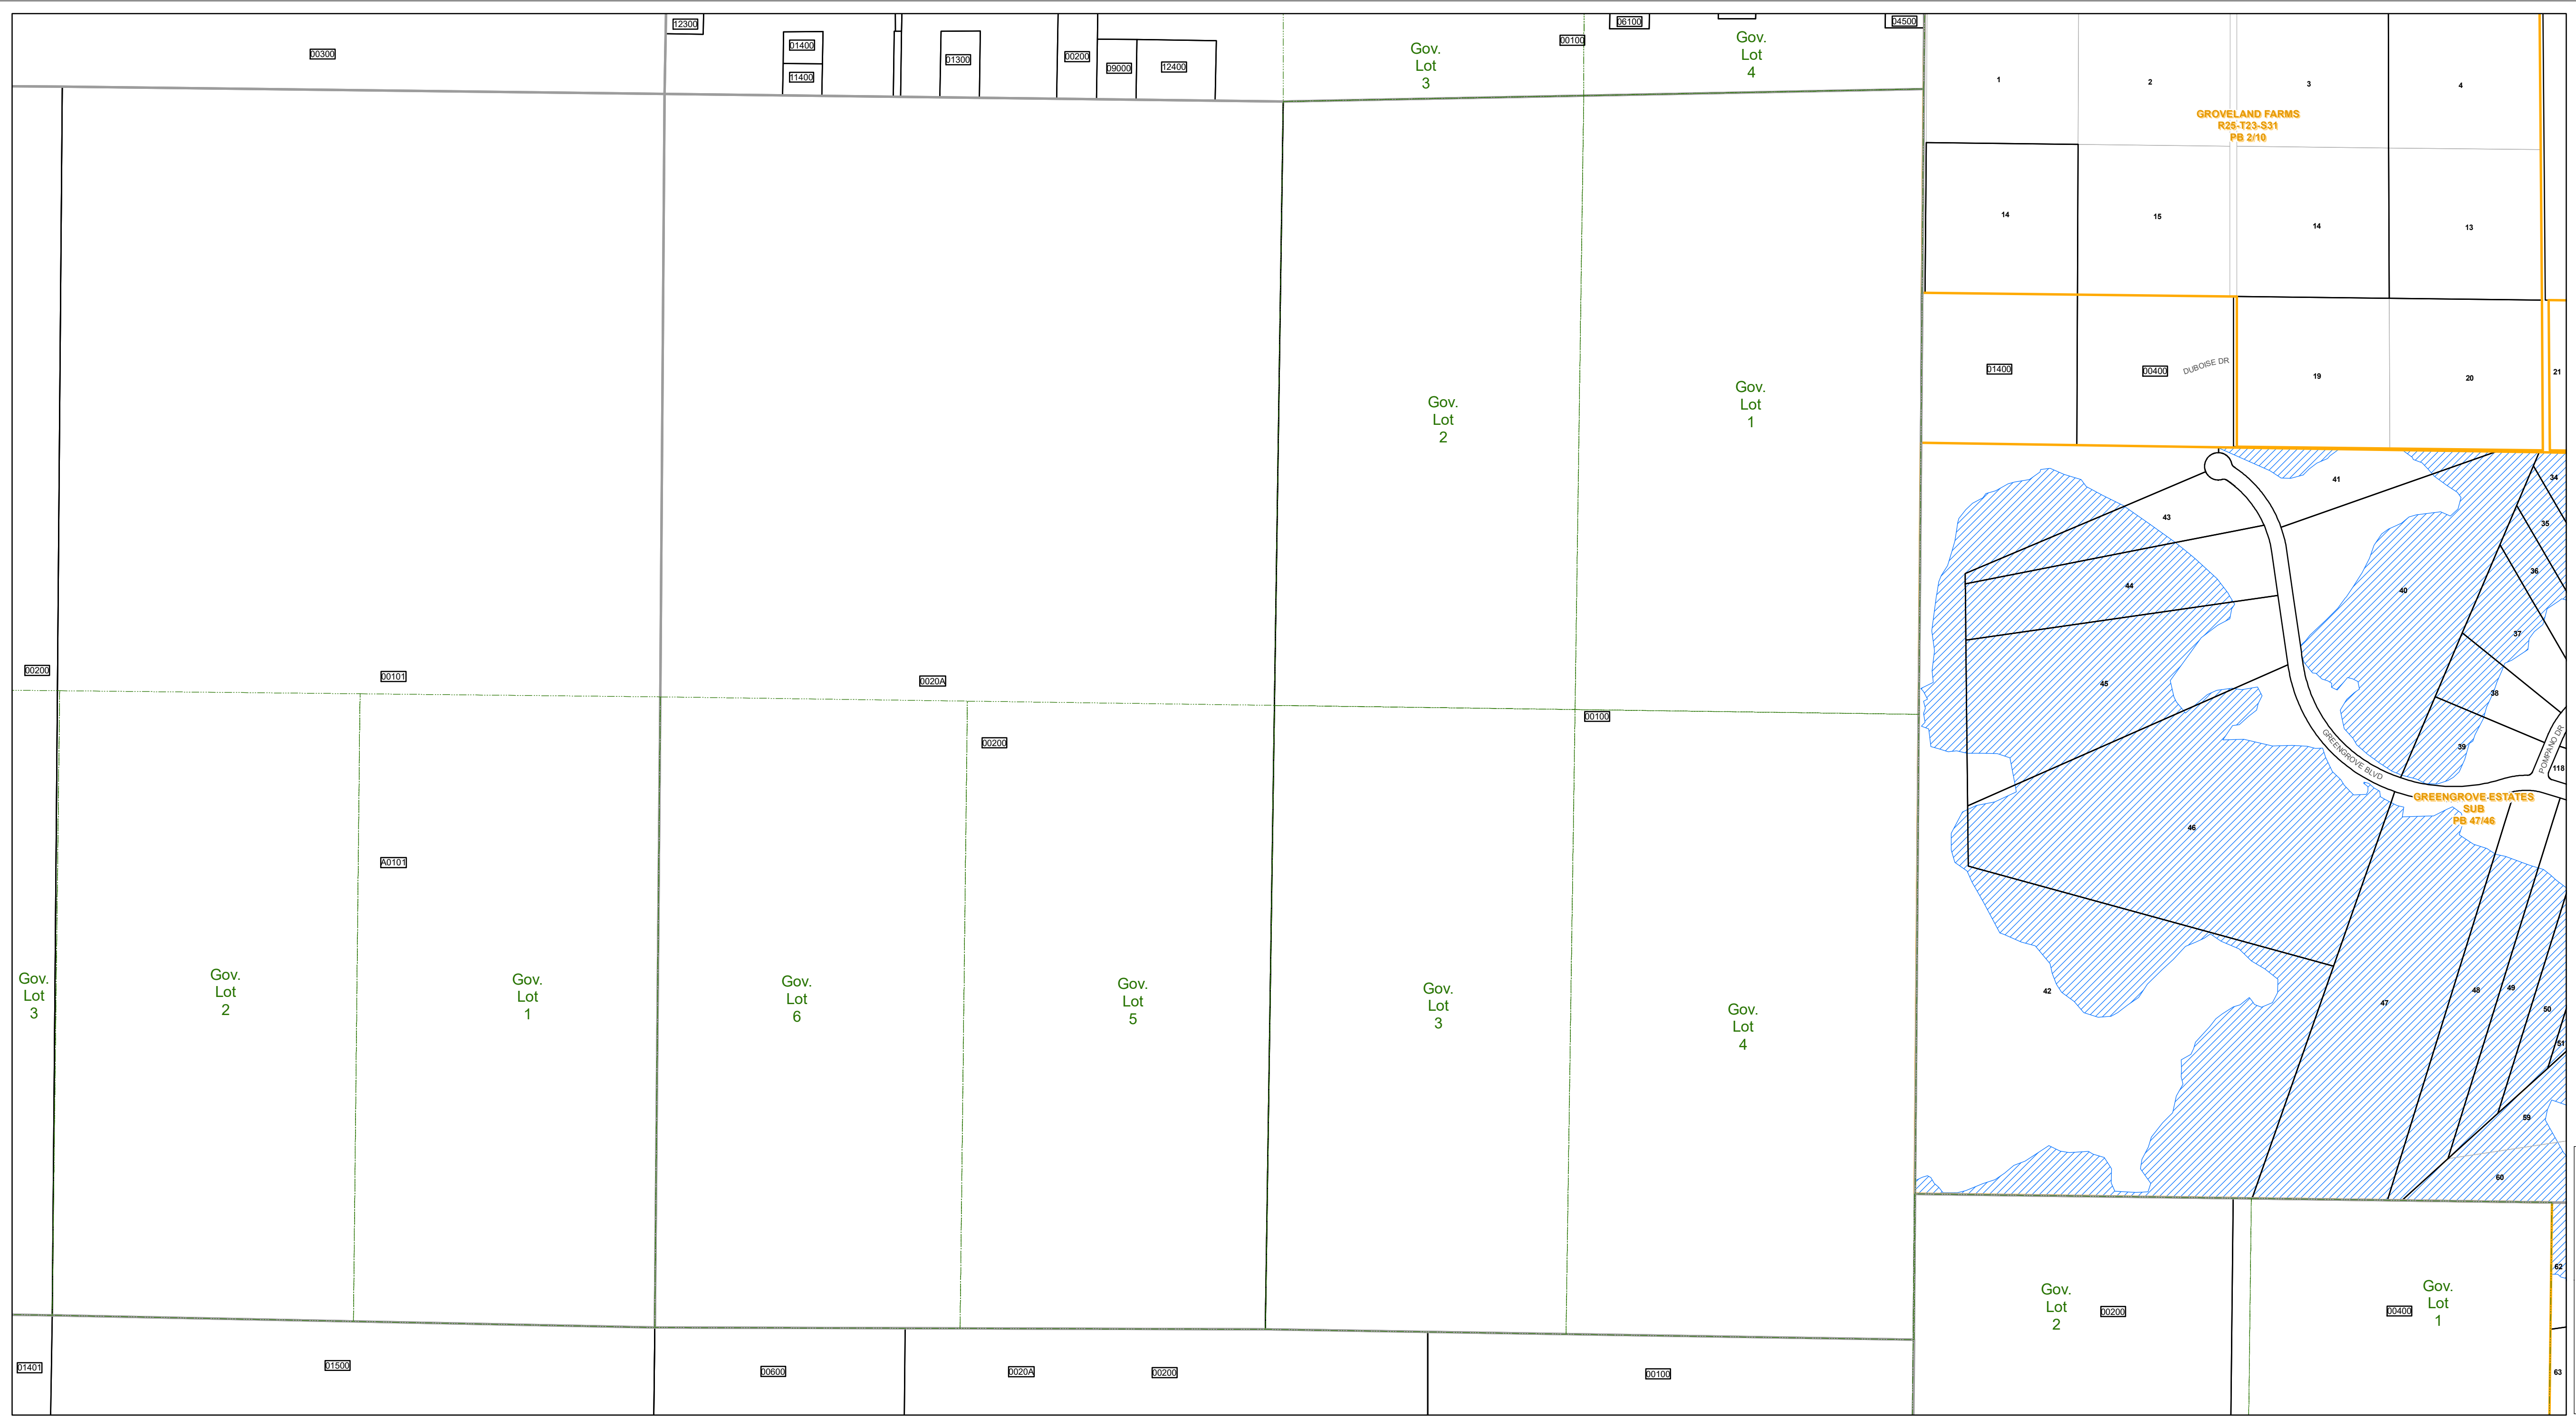 12300
00300
01400
11400
01300
00200
09000
12400
Gov.
Lot
3
00100
06100
Gov.
Lot
4
04500
1
2
3
4
GROVELAND FARMS
R25-T23-S31
PB 2/10
14
15
14
13
01400
00400
DUBOISE DR
19
20
21
Gov.
Lot
2
Gov.
Lot
1
41
34
43
35
36
44
40
37
45
38
39
GREENGROVE BLVD
POMPANO DR
118
GREENGROVE ESTATES
SUB
PB 47/46
46
00200
00101
0020A
00200
00100
A0101
Gov.
Lot
3
Gov.
Lot
2
Gov.
Lot
1
Gov.
Lot
6
Gov.
Lot
5
Gov.
Lot
3
Gov.
Lot
4
42
47
48
49
50
51
59
60
62
Gov.
Lot
2
00200
00400
Gov.
Lot
1
01401
01500
00600
0020A
00200
00100
63